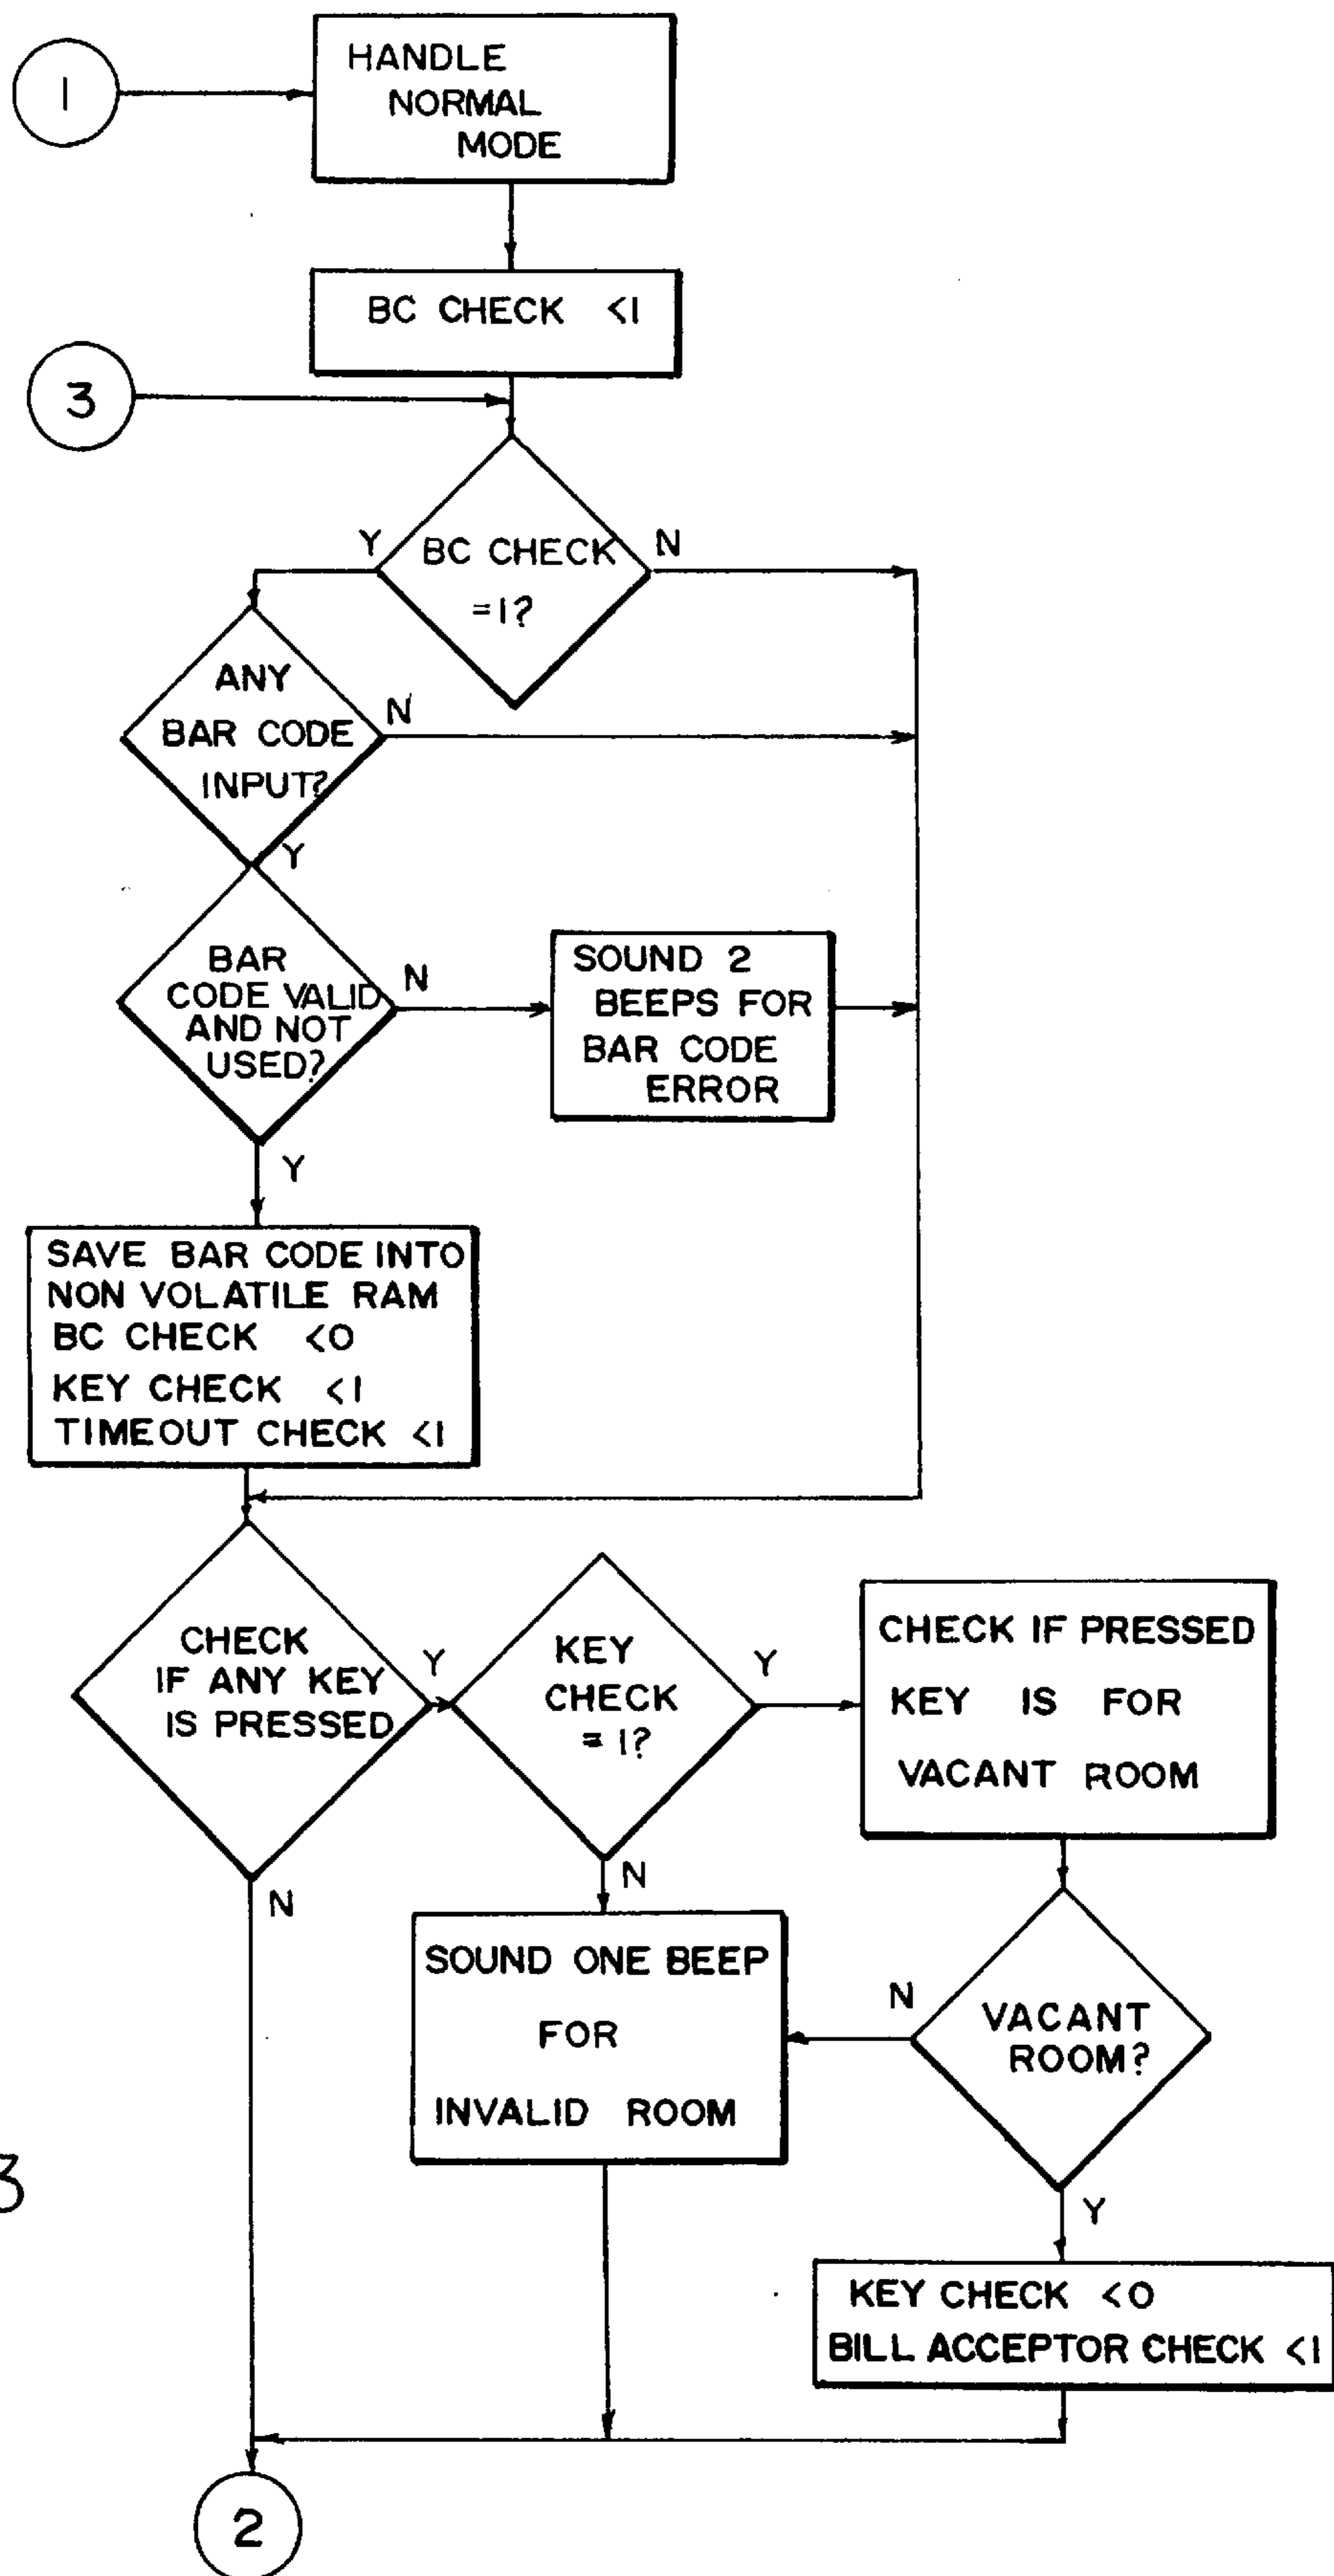 1
HANDLE
NORMAL
MODE
BC CHECK <1
3
BC CHECK
=1?
Y
N
ANY
BAR CODE
INPUT?
N
Y
BAR
CODE VALID
AND NOT
USED?
N
SOUND 2
BEEPS FOR
BAR CODE
ERROR
Y
SAVE BAR CODE INTO
NON VOLATILE RAM
BC CHECK <0
KEY CHECK <1
TIMEOUT CHECK <1
CHECK
IF ANY KEY
IS PRESSED
Y
KEY
CHECK
= 1?
Y
CHECK IF PRESSED
KEY IS FOR
VACANT ROOM
N
N
SOUND ONE BEEP
FOR
INVALID ROOM
N
VACANT
ROOM?
3
Y
KEY CHECK <0
BILL ACCEPTOR CHECK <1
2